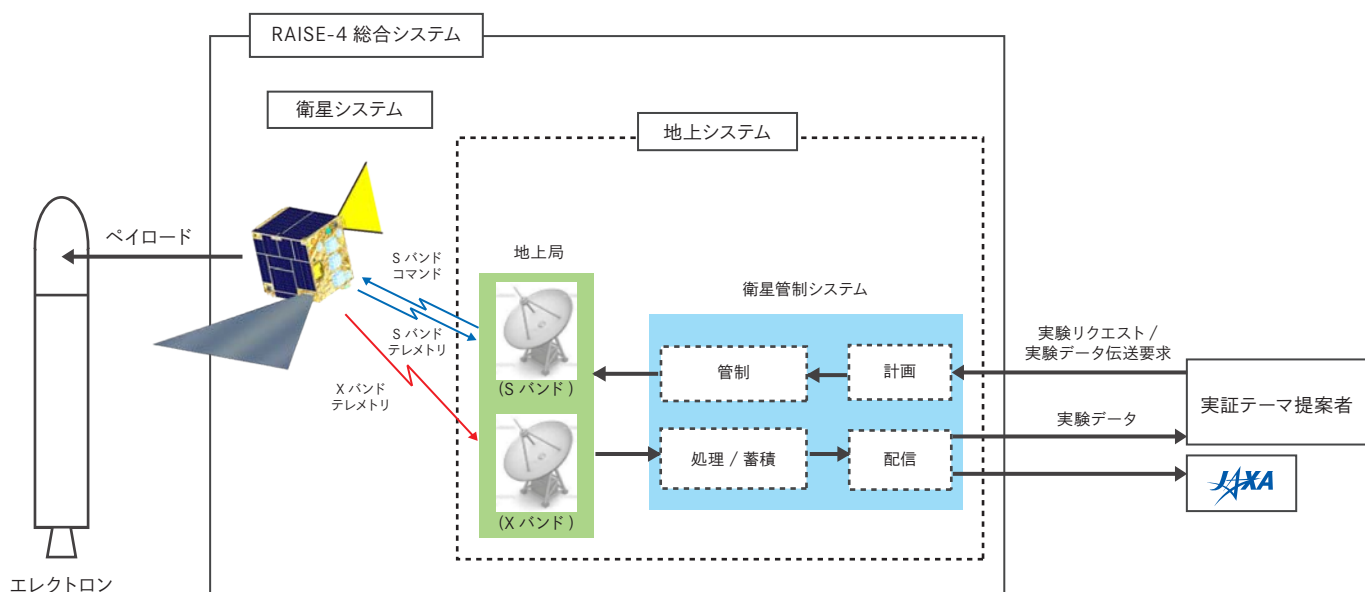 RAISE-4 総合システム
衛星システム
地上システム
ペイロード
S バンド
コマンド
地上局
衛星管制システム
S バンド
テレメトリ
X バンド
テレメトリ
(S バンド )
管制
計画
実験リクエスト /
実験データ伝送要求
実証テーマ提案者
実験データ
処理 / 蓄積
配信
(X バンド )
JAXA
エレクトロン